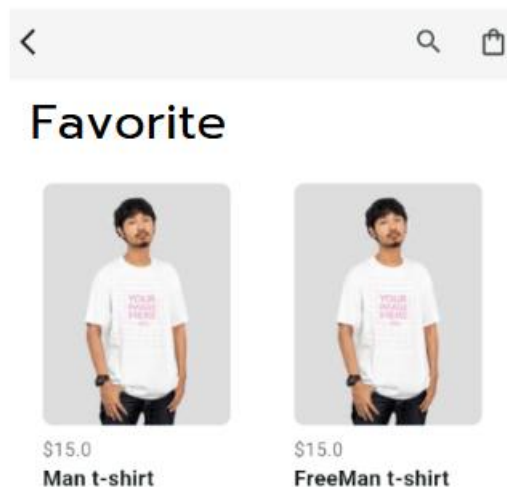 Favorite
YOUR
IMAGE
HERE
YOUR
IMAGE
HERE
$15.0
$15.0
Man t-shirt
FreeMan t-shirt